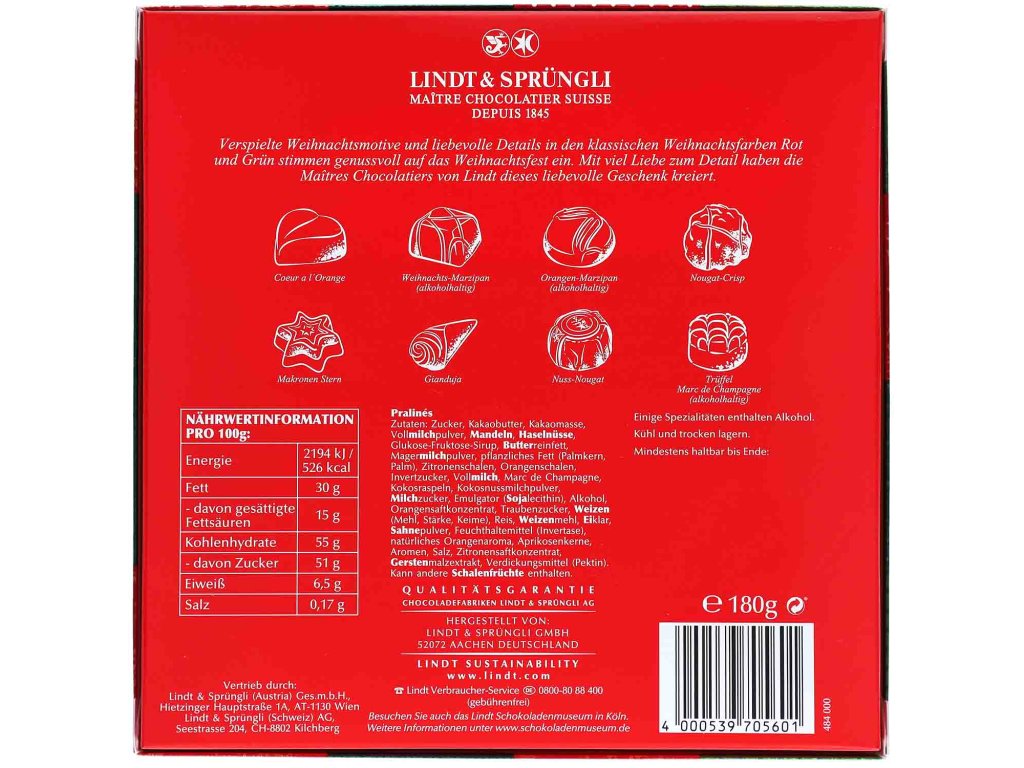 LINDT & SPRÜNGLI
MAÎTRE CHOCOLATIER SUISSE
DEPUIS 1845
Verspielte Weihnachtsmotive und liebevolle Details in den klassischen Weihnachtsfarben Rot
und Grün stimmen genussvoll auf das Weihnachtsfest ein. Mit viel Liebe zum Detail haben die
Maîtres Chocolatiers von Lindt dieses liebevolle Geschenk kreiert.
Coeur a l'Orange
Weihnachts-Marzipan
(alkoholhaltig)
Orangen-Marzipan
(alkoholhaltig)
Nougat-Crisp
Makronen Stern
Gianduja
Nuss-Nougat
Trüffel
Marc de Champagne
(alkoholhaltig)
NÄHRWERTINFORMATION
PRO 100g:
Energie 2194 kJ /
526 kcal
Fett 30 g
- davon gesättigte
Fettsäuren 15 g
Kohlenhydrate 55 g
- davon Zucker 51 g
Eiweiß 6,5 g
Salz 0,17 g
Pralinés
Zutaten: Zucker, Kakaobutter, Kakaomasse,
Vollmilchpulver, Mandeln, Haselnüsse,
Glukose-Fruktose-Sirup, Butterreinfett,
Magermilchpulver, pflanzliches Fett (Palmkern,
Palm), Zitronenschalen, Orangenschalen,
Invertzucker, Vollmilch, Marc de Champagne,
Kokosraspeln, Kokosnussmilchpulver,
Milchzucker, Emulgator (Sojalecithin), Alkohol,
Orangensaftkonzentrat, Traubenzucker, Weizen
(Mehl, Stärke, Keime), Reis, Weizenmehl, Eiklar,
Sahnepulver, Feuchthaltemittel (Invertase),
natürliches Orangenaroma, Aprikosenkerne,
Aromen, Salz, Zitronensaftkonzentrat,
Gerstenmalzextrakt, Verdickungsmittel (Pektin).
Kann andere Schalenfrüchte enthalten.
QUALITÄTSGARANTIE
CHOCOLADEFABRIKEN LINDT & SPRÜNGLI AG
HERGESTELLT VON:
LINDT & SPRÜNGLI GMBH
52072 AACHEN DEUTSCHLAND
LINDT SUSTAINABILITY
www.lindt.com
☎ Lindt Verbraucher-Service DE 0800-80 88 400
(gebührenfrei)
Besuchen Sie auch das Lindt Schokoladenmuseum in Köln.
Weitere Informationen unter www.schokoladenmuseum.de
Einige Spezialitäten enthalten Alkohol.
Kühl und trocken lagern.
Mindestens haltbar bis Ende:
℮ 180g
Vertrieb durch:
Lindt & Sprüngli (Austria) Ges.m.b.H.,
Hietzinger Hauptstraße 1A, AT-1130 Wien
Lindt & Sprüngli (Schweiz) AG,
Seestrasse 204, CH-8802 Kilchberg
4 000539 705601
484 000